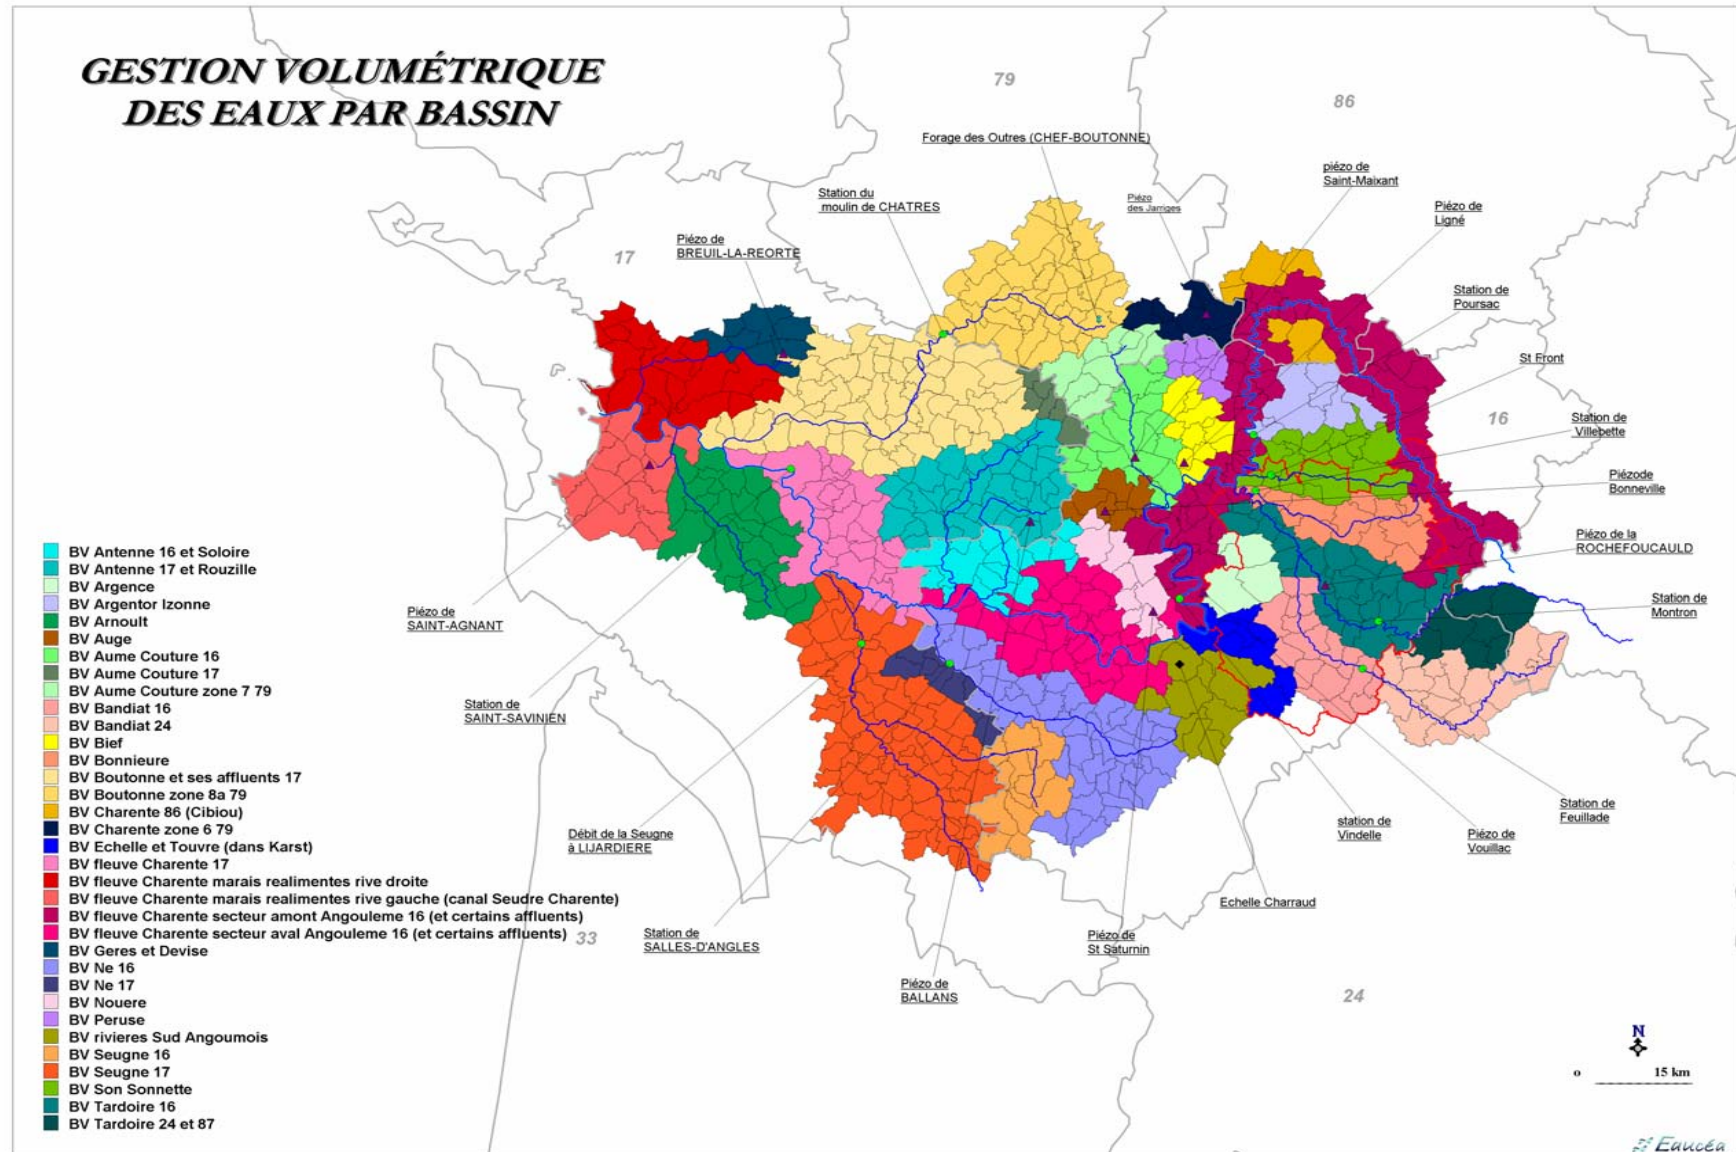 GESTION VOLUMÉTRIQUE
DES EAUX PAR BASSIN
79
86
Forage des Outres (CHEF-BOUTONNE)
piézo de
Saint-Maixant
Station du
moulin de CHATRES
Piézo
des Jarriges
Piézo de
Ligné
Piézo de
BREUIL-LA-REORTE
17
Station de
Poursac
St Front
16
Station de
Villebette
Piézode
Bonneville
Piézo de la
ROCHEFOUCAULD
Station de
Montron
Piézo de
SAINT-AGNANT
Station de
SAINT-SAVINIEN
Débit de la Seugne
à LIJARDIERE
Station de
SALLES-D'ANGLES
Piézo de
BALLANS
Piézo de
St Saturnin
Echelle Charraud
station de
Vindelle
Piézo de
Vouillac
Station de
Feuillade
33
24
BV Antenne 16 et Soloire
BV Antenne 17 et Rouzille
BV Argence
BV Argentor Izonne
BV Arnoult
BV Auge
BV Aume Couture 16
BV Aume Couture 17
BV Aume Couture zone 7 79
BV Bandiat 16
BV Bandiat 24
BV Bief
BV Bonnieure
BV Boutonne et ses affluents 17
BV Boutonne zone 8a 79
BV Charente 86 (Cibiou)
BV Charente zone 6 79
BV Echelle et Touvre (dans Karst)
BV fleuve Charente 17
BV fleuve Charente marais realimentes rive droite
BV fleuve Charente marais realimentes rive gauche (canal Seudre Charente)
BV fleuve Charente secteur amont Angouleme 16 (et certains affluents)
BV fleuve Charente secteur aval Angouleme 16 (et certains affluents)
BV Geres et Devise
BV Ne 16
BV Ne 17
BV Nouere
BV Peruse
BV rivieres Sud Angoumois
BV Seugne 16
BV Seugne 17
BV Son Sonnette
BV Tardoire 16
BV Tardoire 24 et 87
N
0 15 km
Eaucéa